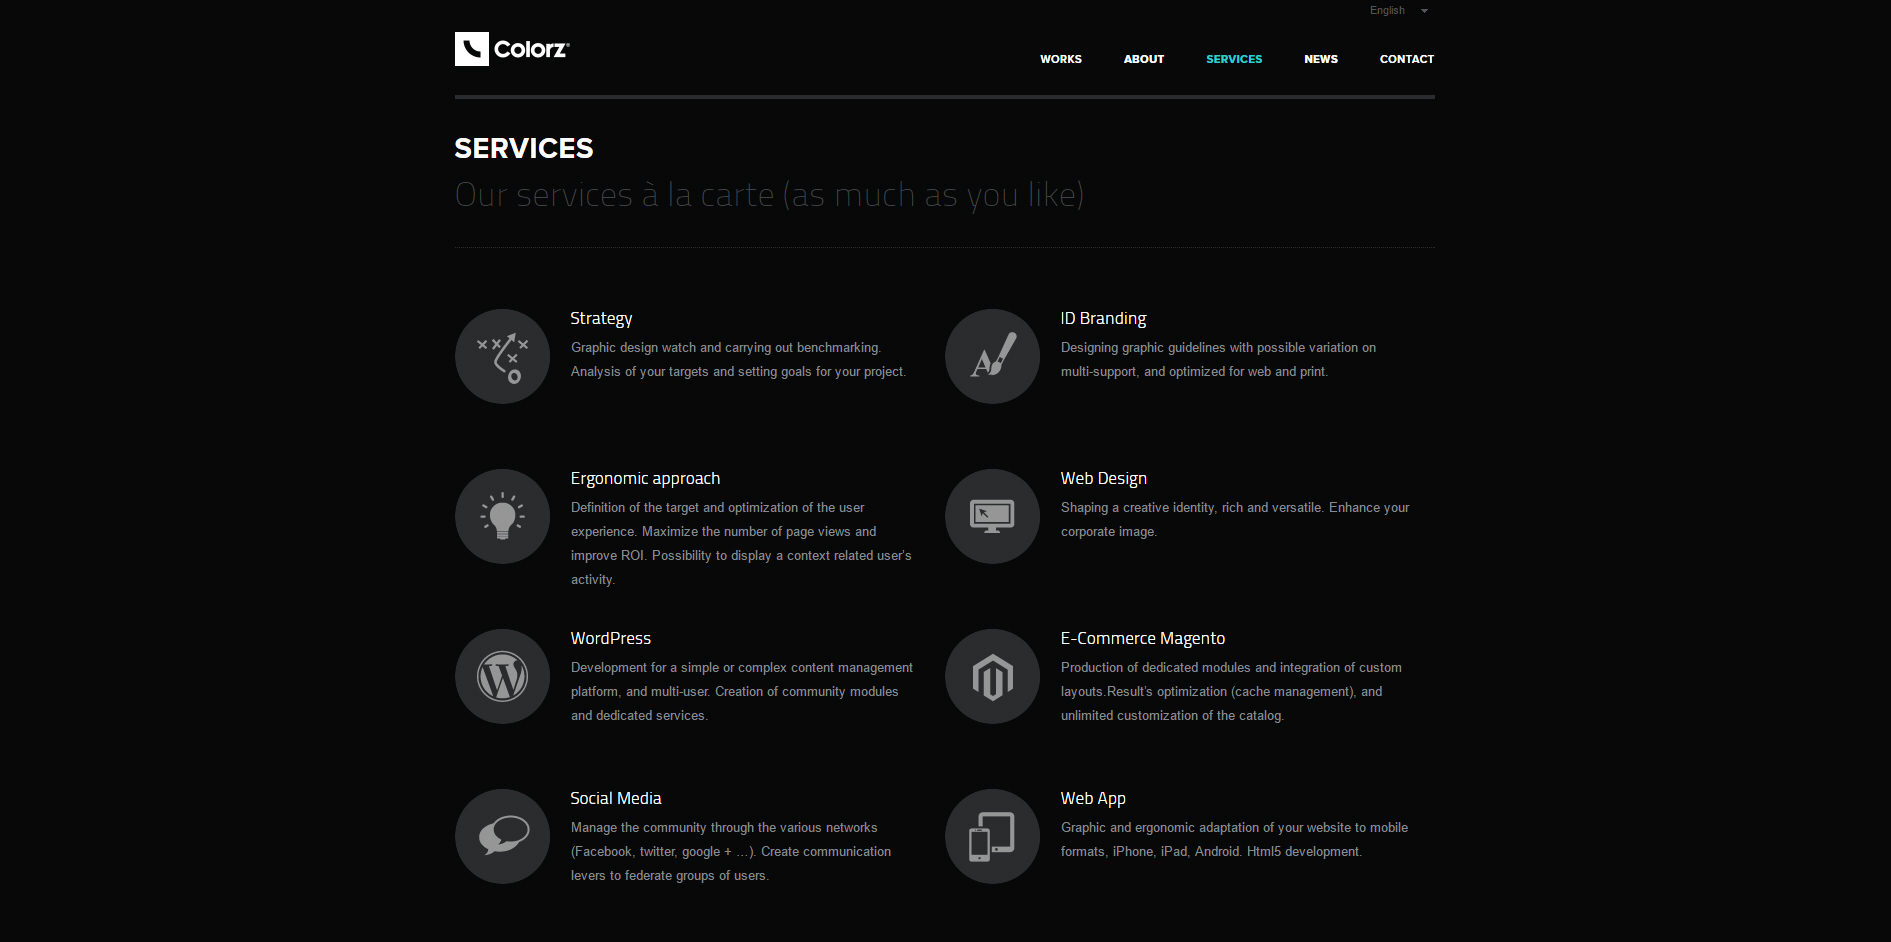 English
Colorz®
WORKS ABOUT SERVICES NEWS CONTACT
SERVICES
Our services à la carte (as much as you like)
Strategy
Graphic design watch and carrying out benchmarking.
Analysis of your targets and setting goals for your project.
ID Branding
Designing graphic guidelines with possible variation on
multi-support, and optimized for web and print.
Ergonomic approach
Definition of the target and optimization of the user
experience. Maximize the number of page views and
improve ROI. Possibility to display a context related user's
activity.
Web Design
Shaping a creative identity, rich and versatile. Enhance your
corporate image.
WordPress
Development for a simple or complex content management
platform, and multi-user. Creation of community modules
and dedicated services.
E-Commerce Magento
Production of dedicated modules and integration of custom
layouts.Result's optimization (cache management), and
unlimited customization of the catalog.
Social Media
Manage the community through the various networks
(Facebook, twitter, google + ...). Create communication
levers to federate groups of users.
Web App
Graphic and ergonomic adaptation of your website to mobile
formats, iPhone, iPad, Android. Html5 development.